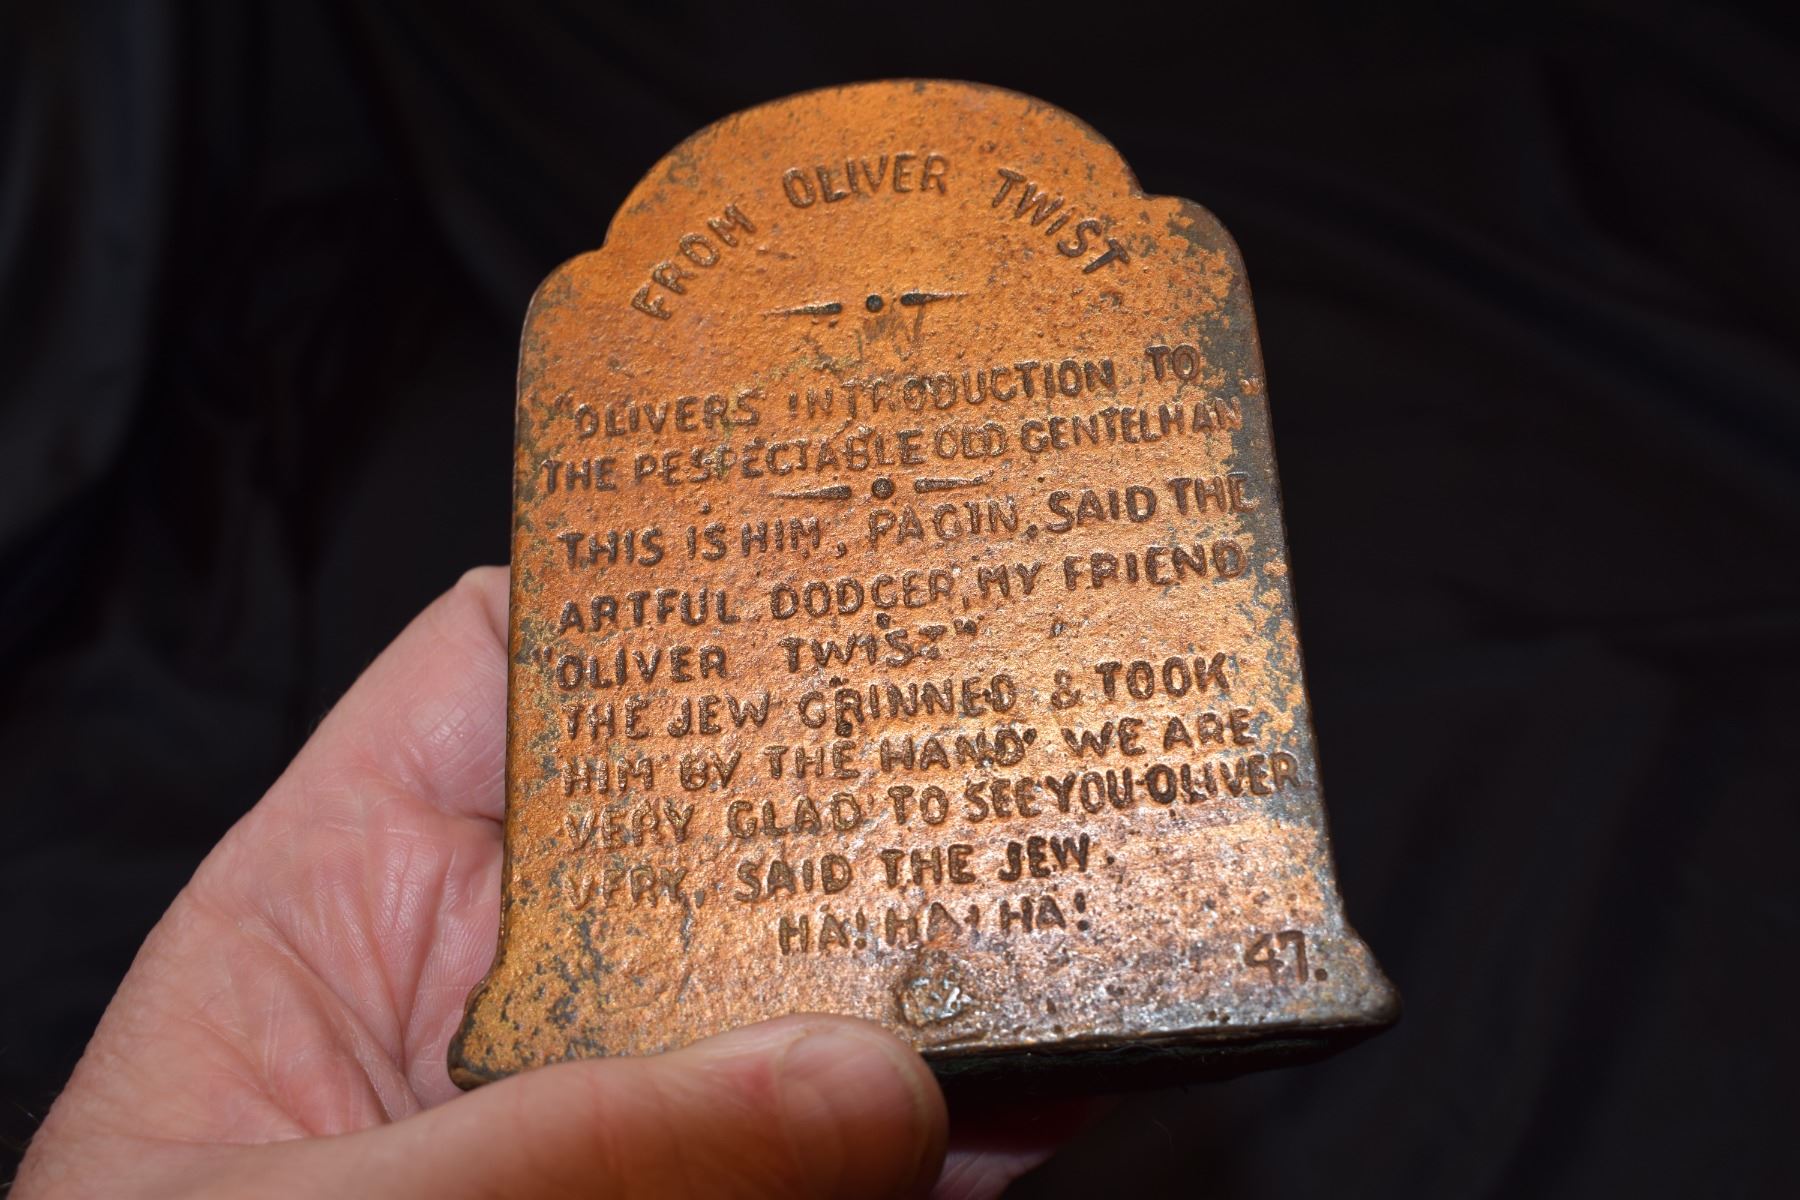 FROM OLIVER TWIST
"OLIVERS INTRODUCTION TO
THE RESPECTABLE OLD GENTELMAN
THIS IS HIM, FAGIN, SAID THE
ARTFUL DODGER, MY FRIEND
"OLIVER TWIST"
THE JEW GRINNED & TOOK
HIM BY THE HAND" WE ARE
VERY GLAD TO SEE YOU-OLIVER
VERY, SAID THE JEW.
HA! HA! HA!
47.